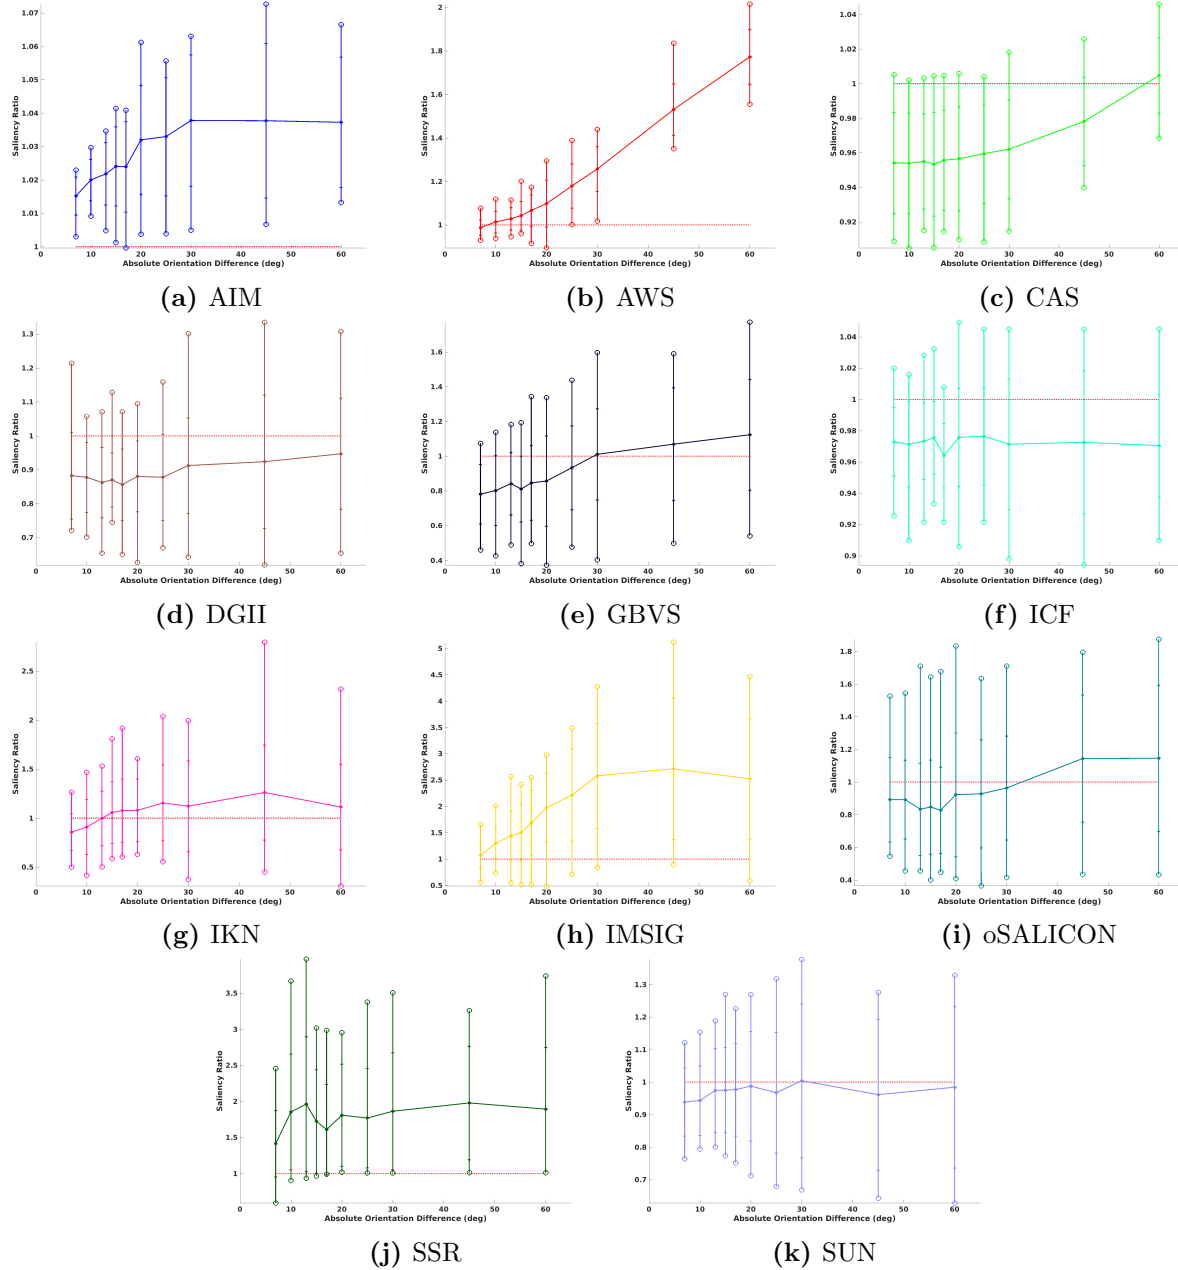 Saliency Ratio
1.07
1.06
1.05
1.04
1.03
1.02
1.01
1
0 10 20 30 40 50 60
Absolute Orientation Difference (deg)
(a) AIM
Saliency Ratio
2
1.8
1.6
1.4
1.2
1
0 10 20 30 40 50 60
Absolute Orientation Difference (deg)
(b) AWS
Saliency Ratio
1.04
1.02
1
0.98
0.96
0.94
0.92
0 10 20 30 40 50 60
Absolute Orientation Difference (deg)
(c) CAS
Saliency Ratio
1.3
1.2
1.1
1
0.9
0.8
0.7
0 10 20 30 40 50 60
Absolute Orientation Difference (deg)
(d) DGII
Saliency Ratio
1.6
1.4
1.2
1
0.8
0.6
0.4
0 10 20 30 40 50 60
Absolute Orientation Difference (deg)
(e) GBVS
Saliency Ratio
1.04
1.02
1
0.98
0.96
0.94
0.92
0.9
0 10 20 30 40 50 60
Absolute Orientation Difference (deg)
(f) ICF
Saliency Ratio
2.5
2
1.5
1
0.5
0 10 20 30 40 50 60
Absolute Orientation Difference (deg)
(g) IKN
Saliency Ratio
5
4.5
4
3.5
3
2.5
2
1.5
1
0.5
0 10 20 30 40 50 60
Absolute Orientation Difference (deg)
(h) IMSIG
Saliency Ratio
1.8
1.6
1.4
1.2
1
0.8
0.6
0.4
0 10 20 30 40 50 60
Absolute Orientation Difference (deg)
(i) oSALICON
Saliency Ratio
3.5
3
2.5
2
1.5
1
0 10 20 30 40 50 60
Absolute Orientation Difference (deg)
(j) SSR
Saliency Ratio
1.3
1.2
1.1
1
0.9
0.8
0.7
0 10 20 30 40 50 60
Absolute Orientation Difference (deg)
(k) SUN